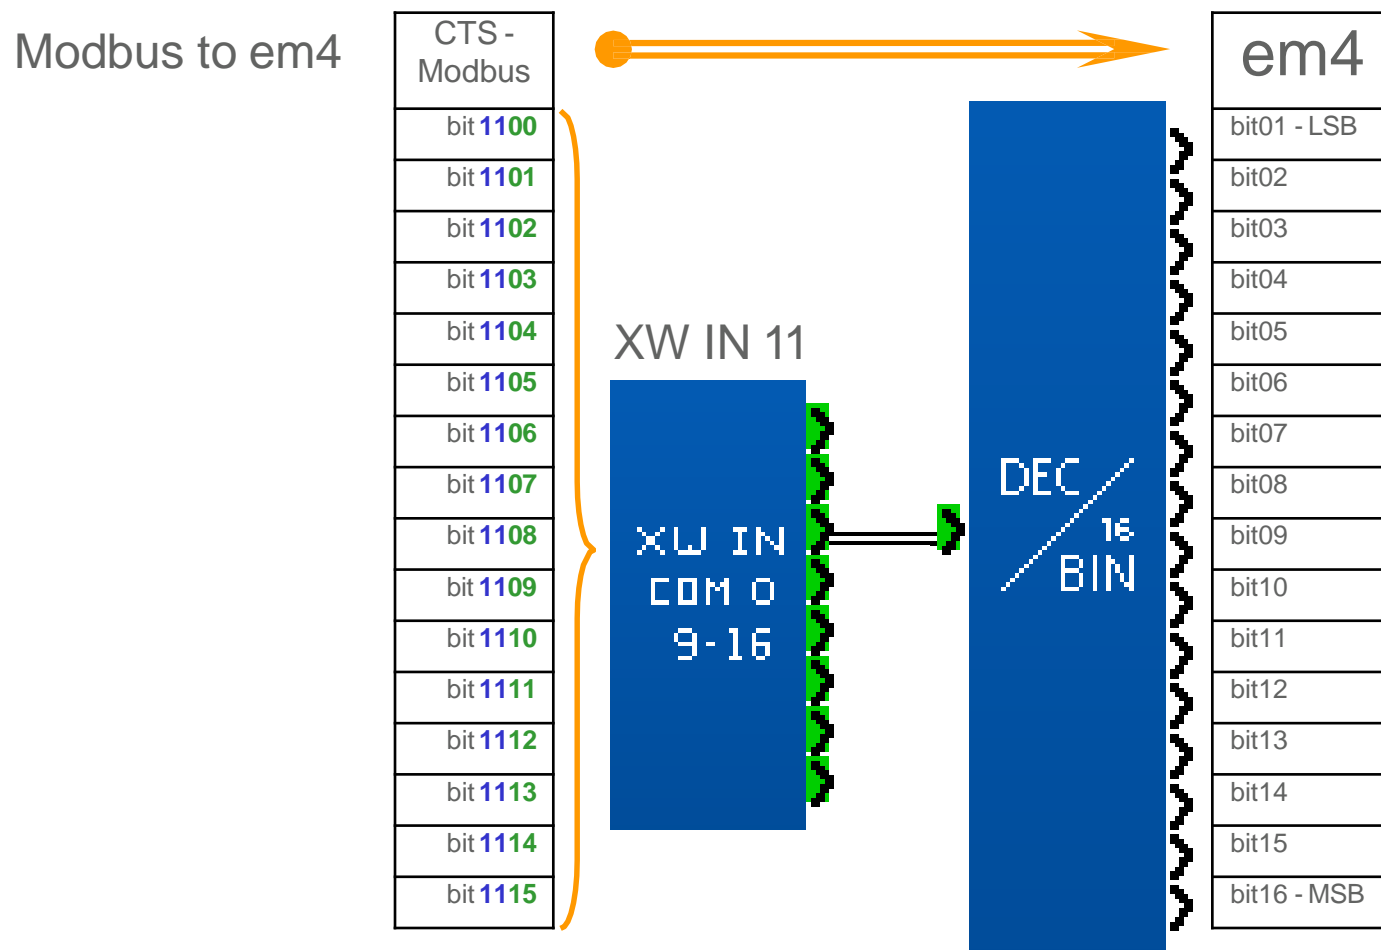 Modbus to em4
CTS -
Modbus
em4
bit 1100
bit 1101
bit 1102
bit 1103
bit 1104
bit 1105
bit 1106
bit 1107
bit 1108
bit 1109
bit 1110
bit 1111
bit 1112
bit 1113
bit 1114
bit 1115
XW IN 11
XW IN
COM O
9-16
DEC
16
BIN
bit01 - LSB
bit02
bit03
bit04
bit05
bit06
bit07
bit08
bit09
bit10
bit11
bit12
bit13
bit14
bit15
bit16 - MSB